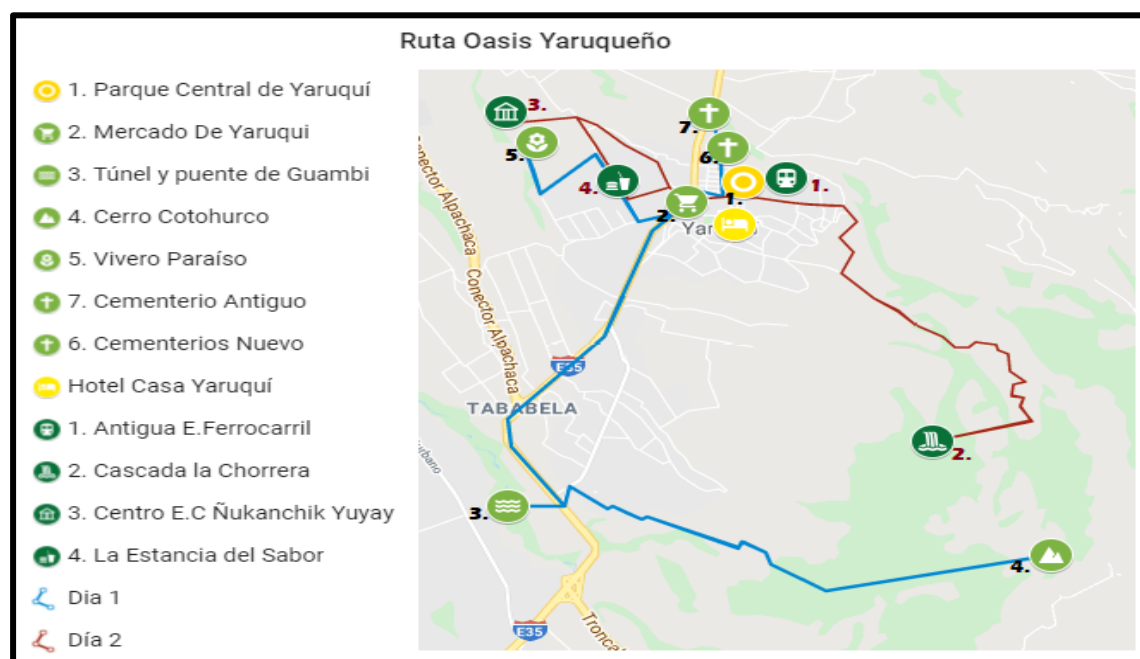 Ruta Oasis Yaruqueño
1. Parque Central de Yaruquí
2. Mercado De Yaruqui
3. Túnel y puente de Guambi
4. Cerro Cotohurco
5. Vivero Paraíso
7. Cementerio Antiguo
6. Cementerios Nuevo
Hotel Casa Yaruquí
1. Antigua E.Ferrocarril
2. Cascada la Chorrera
3. Centro E.C Ñukanchik Yuyay
4. La Estancia del Sabor
Dia 1
Día 2
3.
7.
5.
6.
4.
1.
1.
2.
Conector Alpachaca
Conector Alpachaca
E35
TABABELA
2.
3.
4.
E35